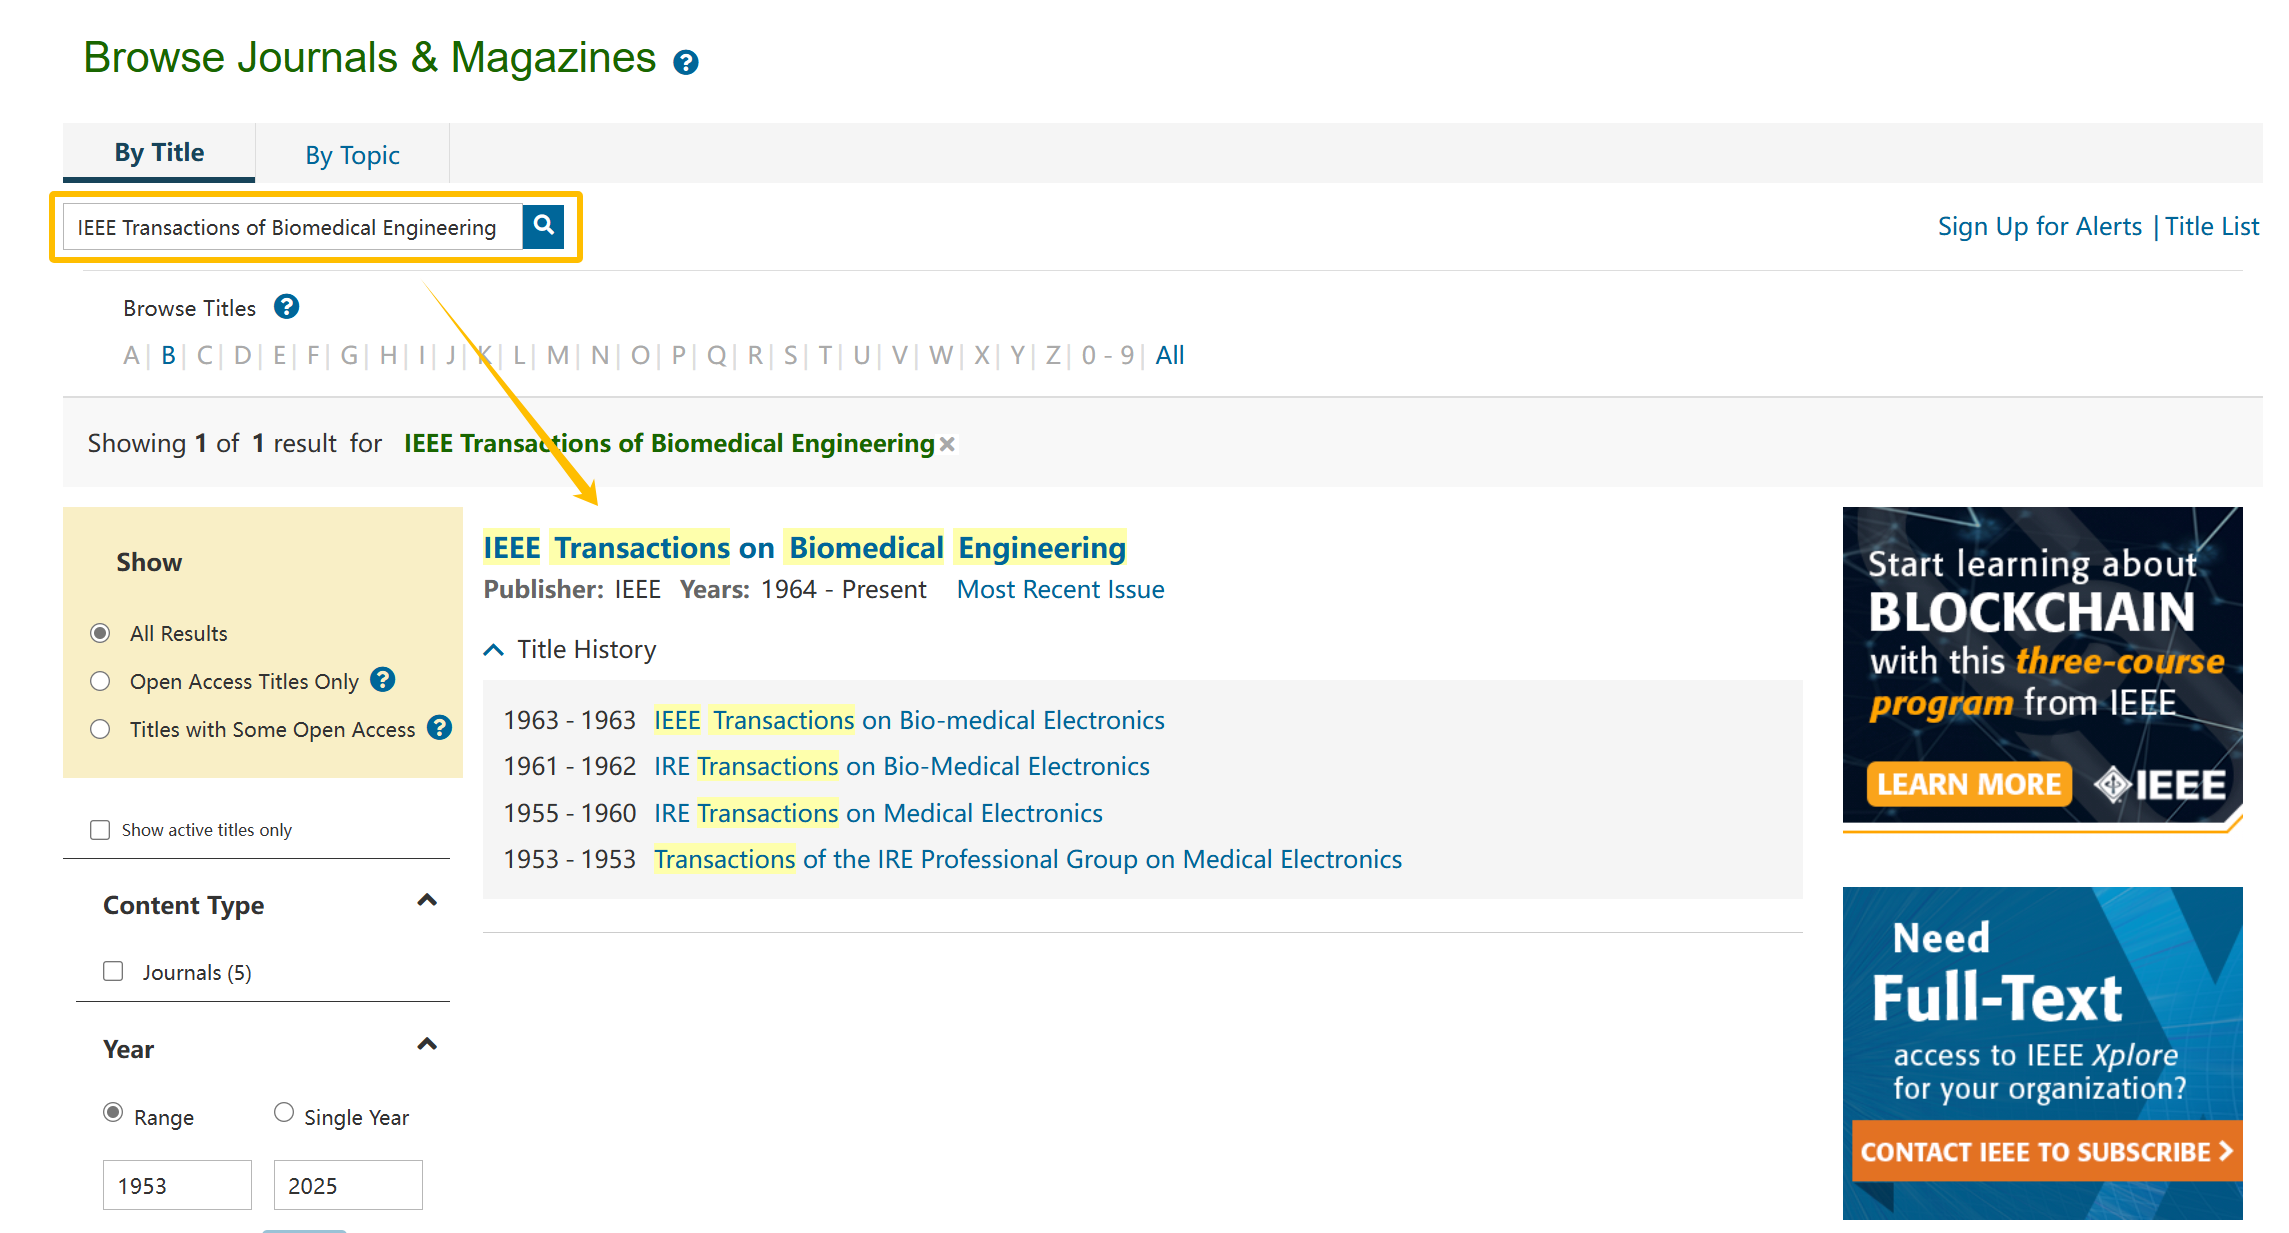 Browse Journals & Magazines ?
By Title
By Topic
IEEE Transactions of Biomedical Engineering
Sign Up for Alerts | Title List
Browse Titles ?
A | B | C | D | E | F | G | H | I | J | K | L | M | N | O | P | Q | R | S | T | U | V | W | X | Y | Z | 0 - 9 | All
Showing 1 of 1 result for IEEE Transactions of Biomedical Engineering ×
Show
All Results
Open Access Titles Only ?
Titles with Some Open Access ?
Show active titles only
Content Type
Journals (5)
Year
Range
Single Year
1953
2025
IEEE Transactions on Biomedical Engineering
Publisher: IEEE Years: 1964 - Present Most Recent Issue
Title History
1963 - 1963 IEEE Transactions on Bio-medical Electronics
1961 - 1962 IRE Transactions on Bio-Medical Electronics
1955 - 1960 IRE Transactions on Medical Electronics
1953 - 1953 Transactions of the IRE Professional Group on Medical Electronics
Start learning about
BLOCKCHAIN
with this three-course
program from IEEE
LEARN MORE
IEEE
Need
Full-Text
access to IEEE Xplore
for your organization?
CONTACT IEEE TO SUBSCRIBE >